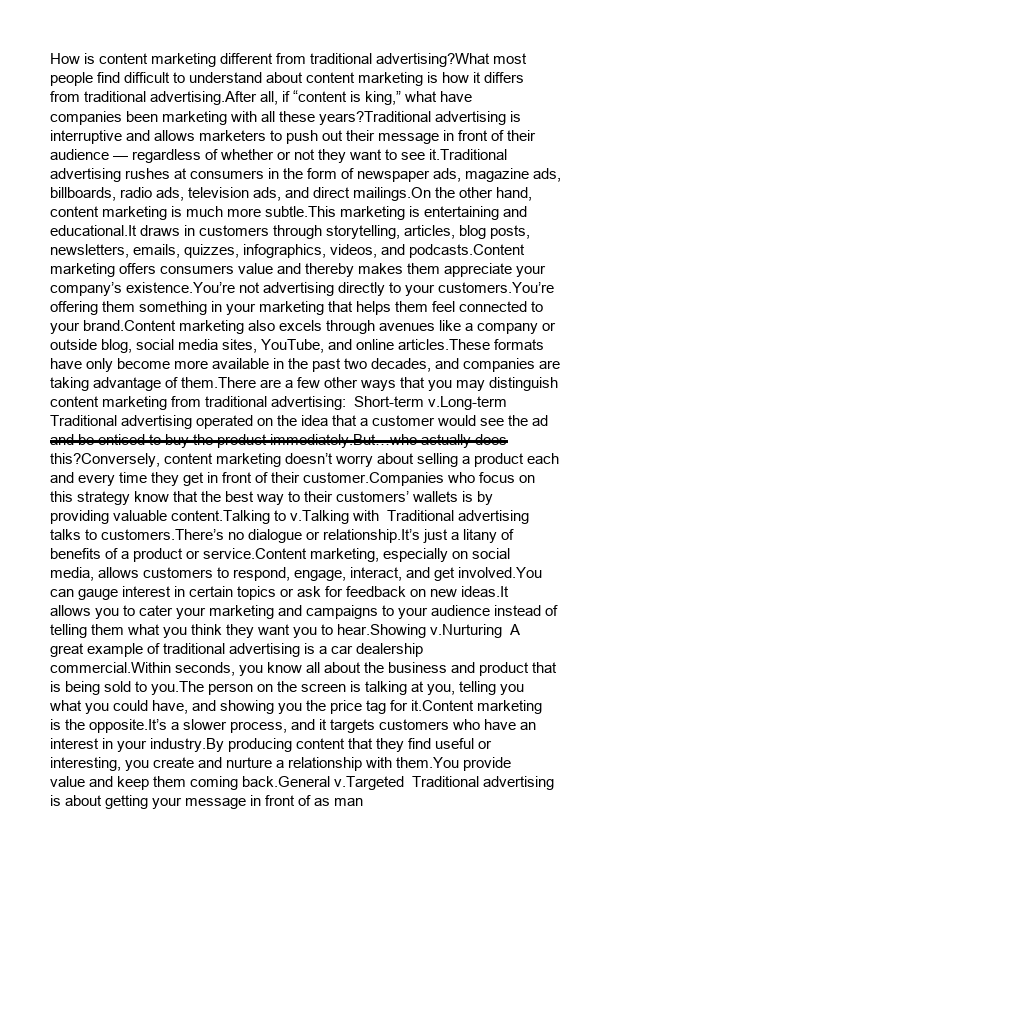 How is content marketing different from traditional advertising?What most
people find difficult to understand about content marketing is how it differs
from traditional advertising.After all, if “content is king,” what have
companies been marketing with all these years?Traditional advertising is
interruptive and allows marketers to push out their message in front of their
audience — regardless of whether or not they want to see it.Traditional
advertising rushes at consumers in the form of newspaper ads, magazine ads,
billboards, radio ads, television ads, and direct mailings.On the other hand,
content marketing is much more subtle.This marketing is entertaining and
educational.It draws in customers through storytelling, articles, blog posts,
newsletters, emails, quizzes, infographics, videos, and podcasts.Content
marketing offers consumers value and thereby makes them appreciate your
company’s existence.You’re not advertising directly to your customers.You’re
offering them something in your marketing that helps them feel connected to
your brand.Content marketing also excels through avenues like a company or
outside blog, social media sites, YouTube, and online articles.These formats
have only become more available in the past two decades, and companies are
taking advantage of them.There are a few other ways that you may distinguish
content marketing from traditional advertising:  Short-term v.Long-term
Traditional advertising operated on the idea that a customer would see the ad
and be enticed to buy the product immediately.But…who actually does
this?Conversely, content marketing doesn’t worry about selling a product each
and every time they get in front of their customer.Companies who focus on
this strategy know that the best way to their customers’ wallets is by
providing valuable content.Talking to v.Talking with  Traditional advertising
talks to customers.There’s no dialogue or relationship.It’s just a litany of
benefits of a product or service.Content marketing, especially on social
media, allows customers to respond, engage, interact, and get involved.You
can gauge interest in certain topics or ask for feedback on new ideas.It
allows you to cater your marketing and campaigns to your audience instead of
telling them what you think they want you to hear.Showing v.Nurturing  A
great example of traditional advertising is a car dealership
commercial.Within seconds, you know all about the business and product that
is being sold to you.The person on the screen is talking at you, telling you
what you could have, and showing you the price tag for it.Content marketing
is the opposite.It’s a slower process, and it targets customers who have an
interest in your industry.By producing content that they find useful or
interesting, you create and nurture a relationship with them.You provide
value and keep them coming back.General v.Targeted  Traditional advertising
is about getting your message in front of as man